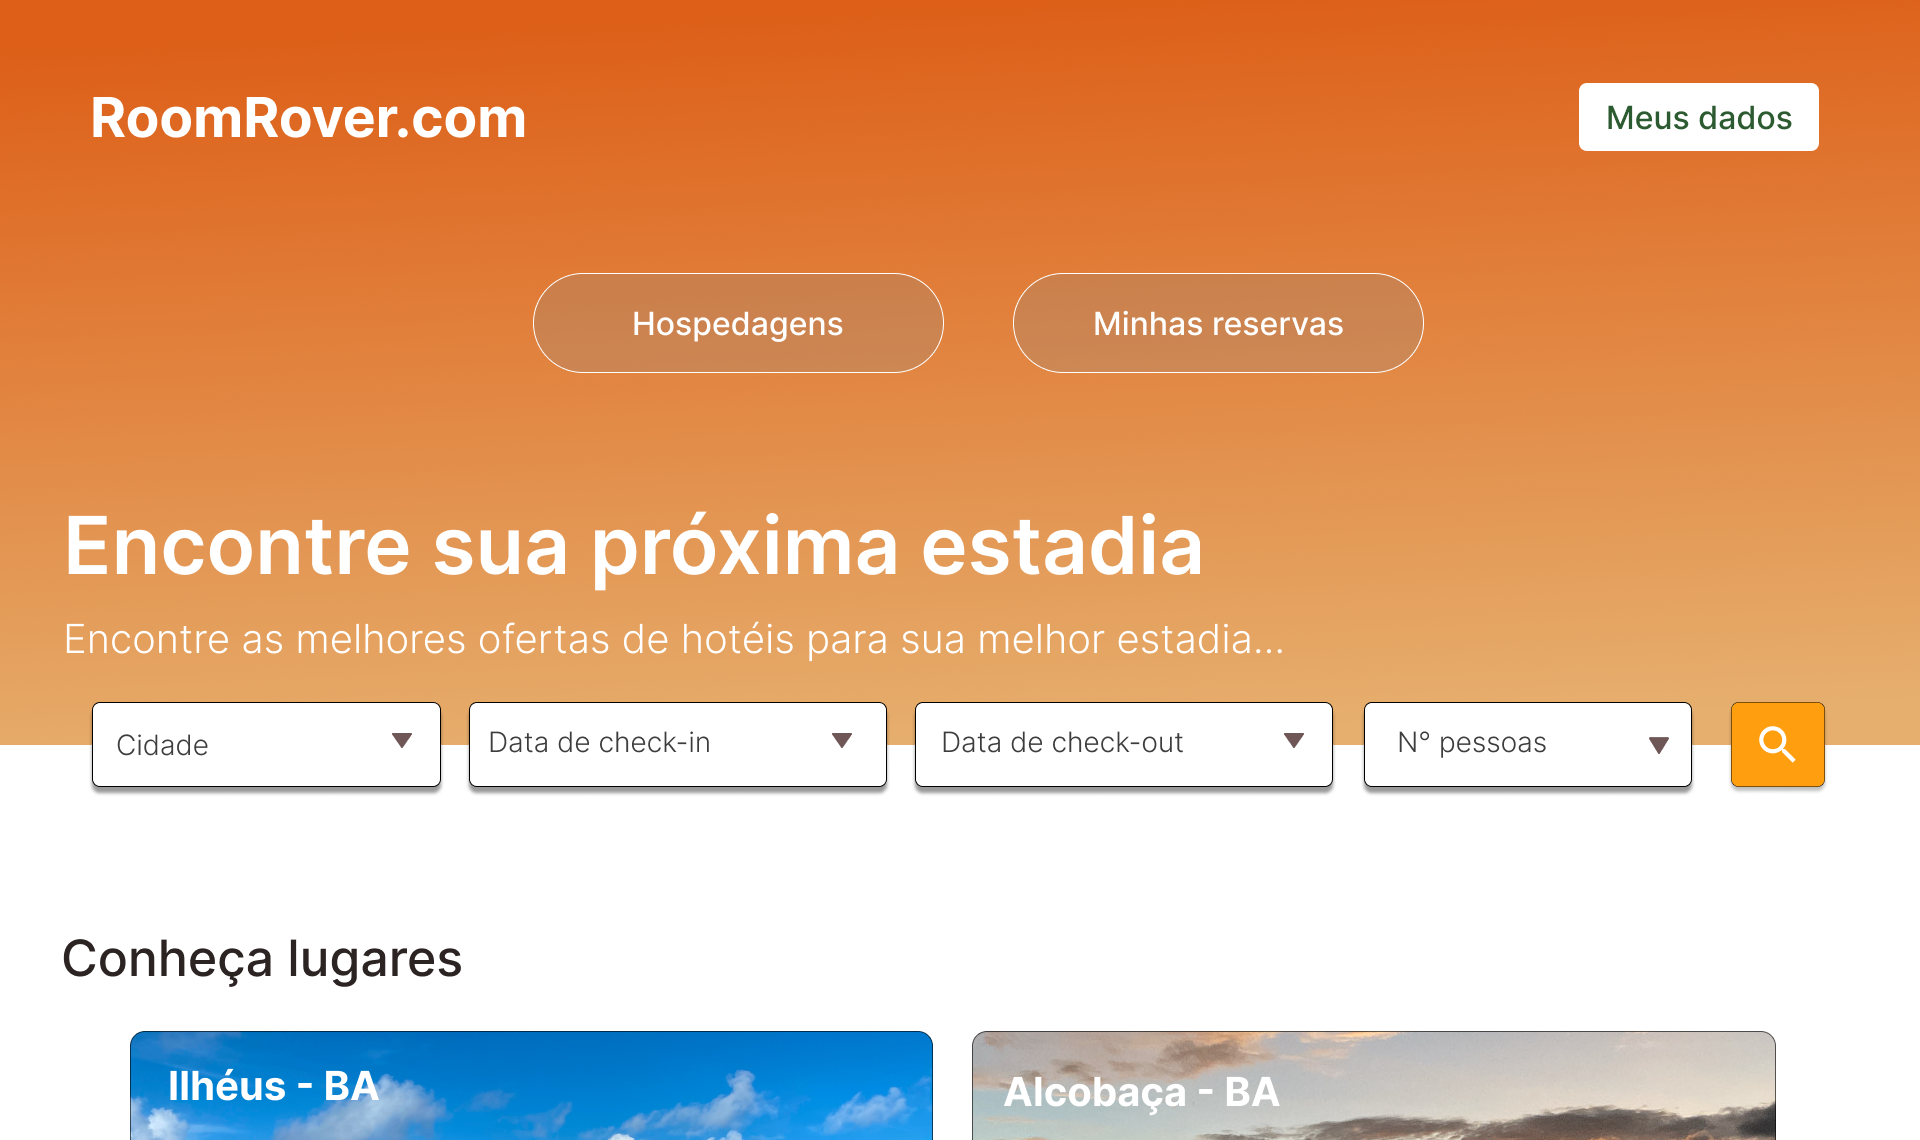 RoomRover.com
Meus dados
Hospedagens
Minhas reservas
Encontre sua próxima estadia
Encontre as melhores ofertas de hotéis para sua melhor estadia...
Cidade
Data de check-in
Data de check-out
N° pessoas
Conheça lugares
Ilhéus - BA
Alcobaça - BA